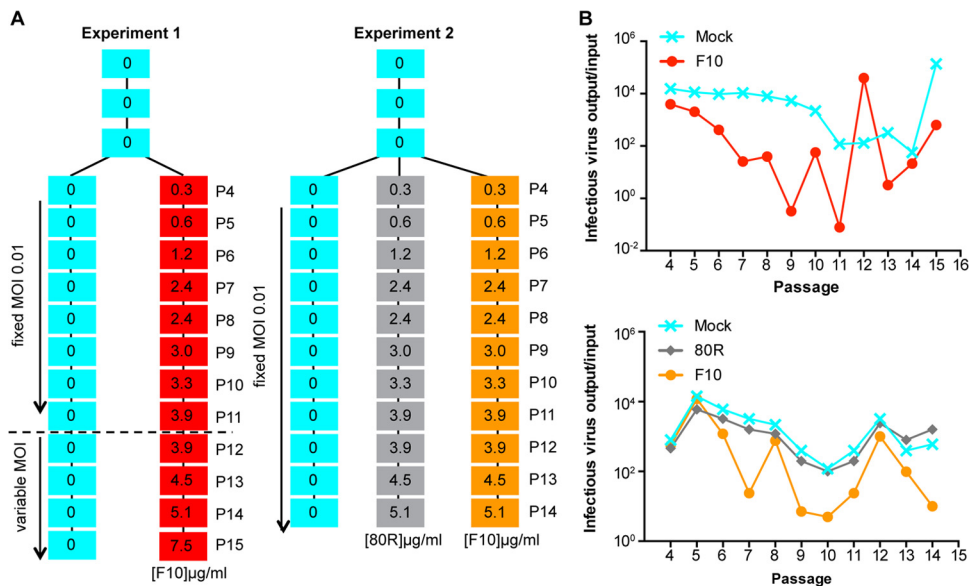 A
Experiment 1
Experiment 2
0
0
0
0
0
0
0 0.3 P4
0 0.6 P5
0 1.2 P6
0 2.4 P7
0 2.4 P8
0 3.0 P9
0 3.3 P10
0 3.9 P11
0 3.9 P12
0 4.5 P13
0 5.1 P14
0 7.5 P15
fixed MOI 0.01
variable MOI
[F10]µg/ml
0 0.3 0.3 P4
0 0.6 0.6 P5
0 1.2 1.2 P6
0 2.4 2.4 P7
0 2.4 2.4 P8
0 3.0 3.0 P9
0 3.3 3.3 P10
0 3.9 3.9 P11
0 3.9 3.9 P12
0 4.5 4.5 P13
0 5.1 5.1 P14
fixed MOI 0.01
[80R]µg/ml [F10]µg/ml
B
Mock
F10
Infectious virus output/input
10⁶
10⁴
10²
10⁰
10⁻²
4 5 6 7 8 9 10 11 12 13 14 15 16
Passage
Mock
80R
F10
Infectious virus output/input
10⁶
10⁴
10²
10⁰
4 5 6 7 8 9 10 11 12 13 14 15
Passage